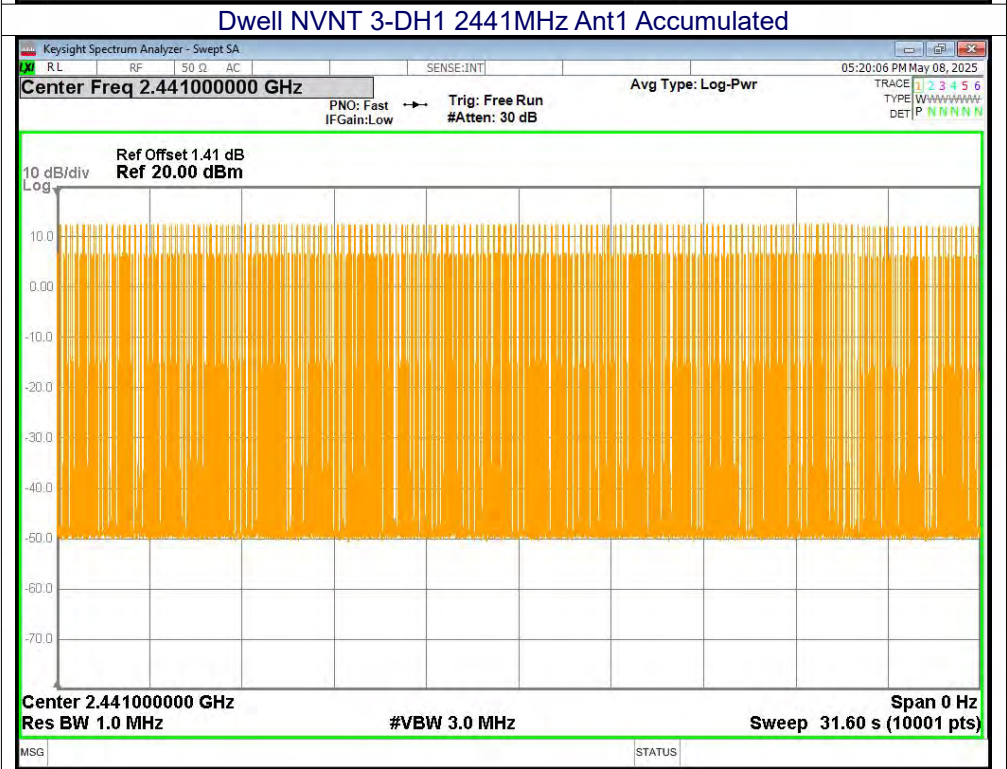 Dwell NVNT 3-DH1 2441MHz Ant1 Accumulated
Keysight Spectrum Analyzer - Swept SA
LXI RL RF 50 Ω AC SENSE:INT 05:20:06 PM May 08, 2025
Center Freq 2.441000000 GHz Avg Type: Log-Pwr TRACE 1 2 3 4 5 6
PNO: Fast Trig: Free Run TYPE WWWWWW
IFGain:Low #Atten: 30 dB DET P N N N N N
Ref Offset 1.41 dB
10 dB/div Ref 20.00 dBm
Log
10.0
0.00
-10.0
-20.0
-30.0
-40.0
-50.0
-60.0
-70.0
Center 2.441000000 GHz Span 0 Hz
Res BW 1.0 MHz #VBW 3.0 MHz Sweep 31.60 s (10001 pts)
MSG STATUS